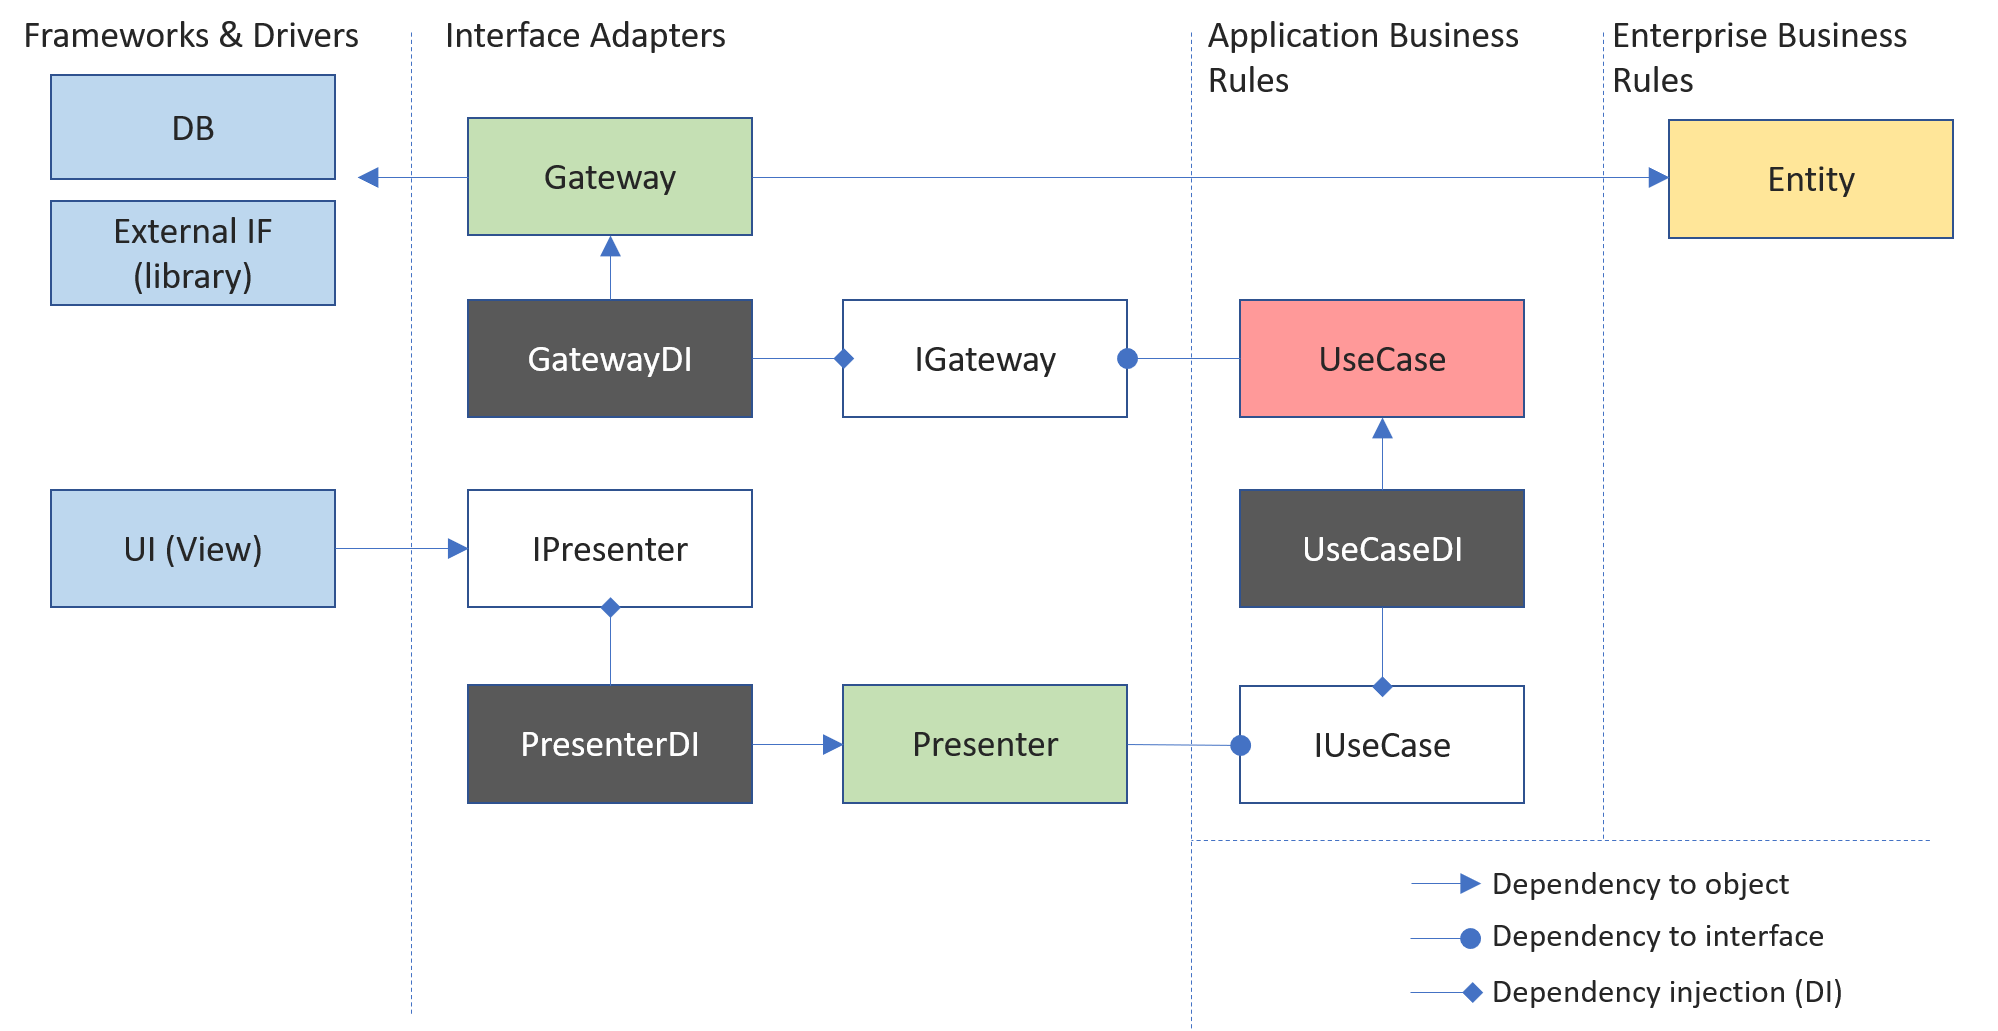 Frameworks & Drivers
Interface Adapters
Application Business
Rules
Enterprise Business
Rules
DB
External IF
(library)
Gateway
Entity
GatewayDI
IGateway
UseCase
UI (View)
IPresenter
UseCaseDI
PresenterDI
Presenter
IUseCase
Dependency to object
Dependency to interface
Dependency injection (DI)